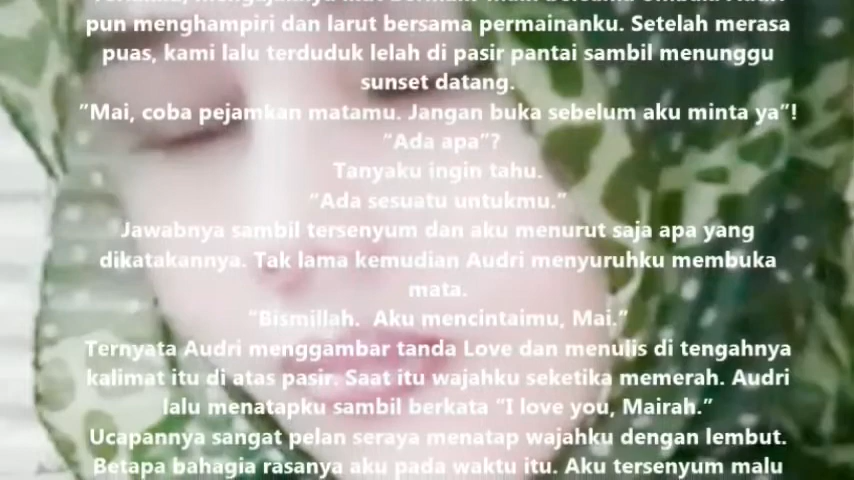 pun menghampiri dan larut bersama permainanku. Setelah merasa
puas, kami lalu terduduk lelah di pasir pantai sambil menunggu
sunset datang.
”Mai, coba pejamkan matamu. Jangan buka sebelum aku minta ya”!
“Ada apa”?
Tanyaku ingin tahu.
“Ada sesuatu untukmu.”
Jawabnya sambil tersenyum dan aku menurut saja apa yang
dikatakannya. Tak lama kemudian Audri menyuruhku membuka
mata.
“Bismillah. Aku mencintaimu, Mai.”
Ternyata Audri menggambar tanda Love dan menulis di tengahnya
kalimat itu di atas pasir. Saat itu wajahku seketika memerah. Audri
lalu menatapku sambil berkata “I love you, Mairah.”
Ucapannya sangat pelan seraya menatap wajahku dengan lembut.
Betapa bahagia rasanya aku pada waktu itu. Aku tersenyum malu